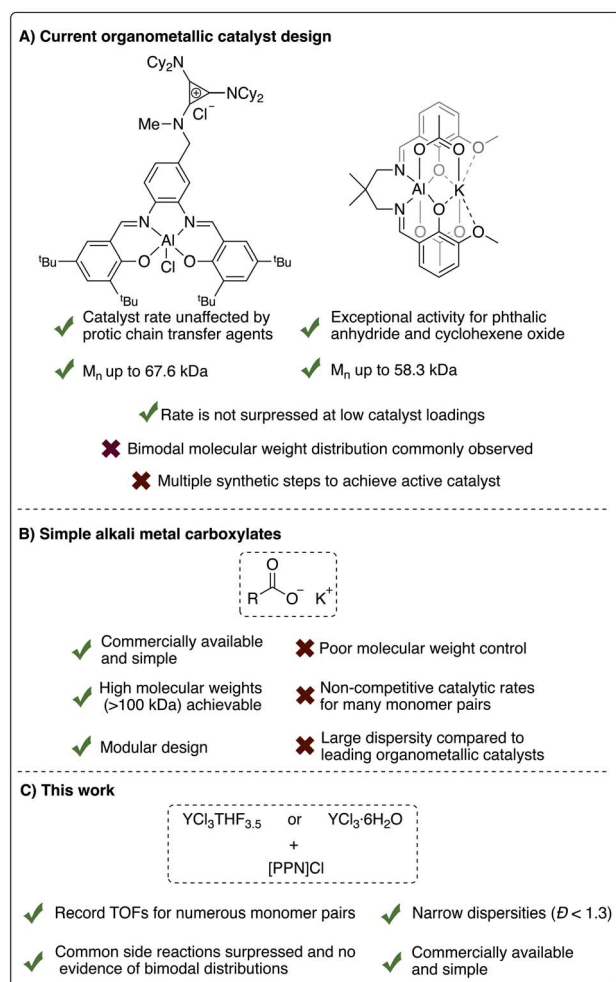 A) Current organometallic catalyst design
Cy₂N
NCy₂
Cl⁻
Me
N
N
N
Al
O
Cl
O
ᵗBu
ᵗBu
ᵗBu
ᵗBu
O
O
O
N
Al
O
K
N
O
O
O
Catalyst rate unaffected by
protic chain transfer agents
Exceptional activity for phthalic
anhydride and cyclohexene oxide
Mₙ up to 67.6 kDa
Mₙ up to 58.3 kDa
Rate is not surpressed at low catalyst loadings
Bimodal molecular weight distribution commonly observed
Multiple synthetic steps to achieve active catalyst
B) Simple alkali metal carboxylates
O
R
O⁻
K⁺
Commercially available
and simple
Poor molecular weight control
High molecular weights
(>100 kDa) achievable
Non-competitive catalytic rates
for many monomer pairs
Modular design
Large dispersity compared to
leading organometallic catalysts
C) This work
YCl₃THF₃.₅ or YCl₃·6H₂O
+
[PPN]Cl
Record TOFs for numerous monomer pairs
Narrow dispersities (Đ < 1.3)
Common side reactions surpressed and no
evidence of bimodal distributions
Commercially available
and simple